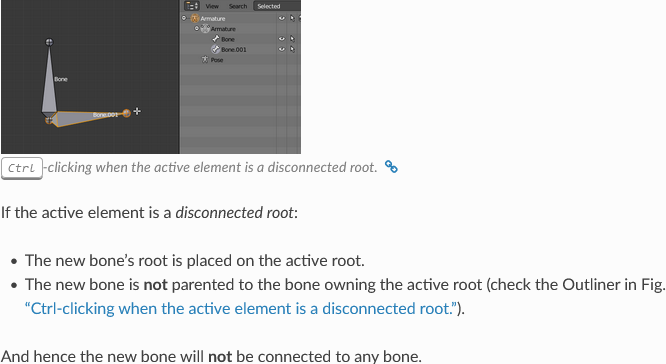 View Search Selected
Armature
Armature
Bone
Bone.001
Pose
Bone
Bone.001
Ctrl-clicking when the active element is a disconnected root.
If the active element is a disconnected root:
• The new bone's root is placed on the active root.
• The new bone is not parented to the bone owning the active root (check the Outliner in Fig.
“Ctrl-clicking when the active element is a disconnected root.”).
And hence the new bone will not be connected to any bone.